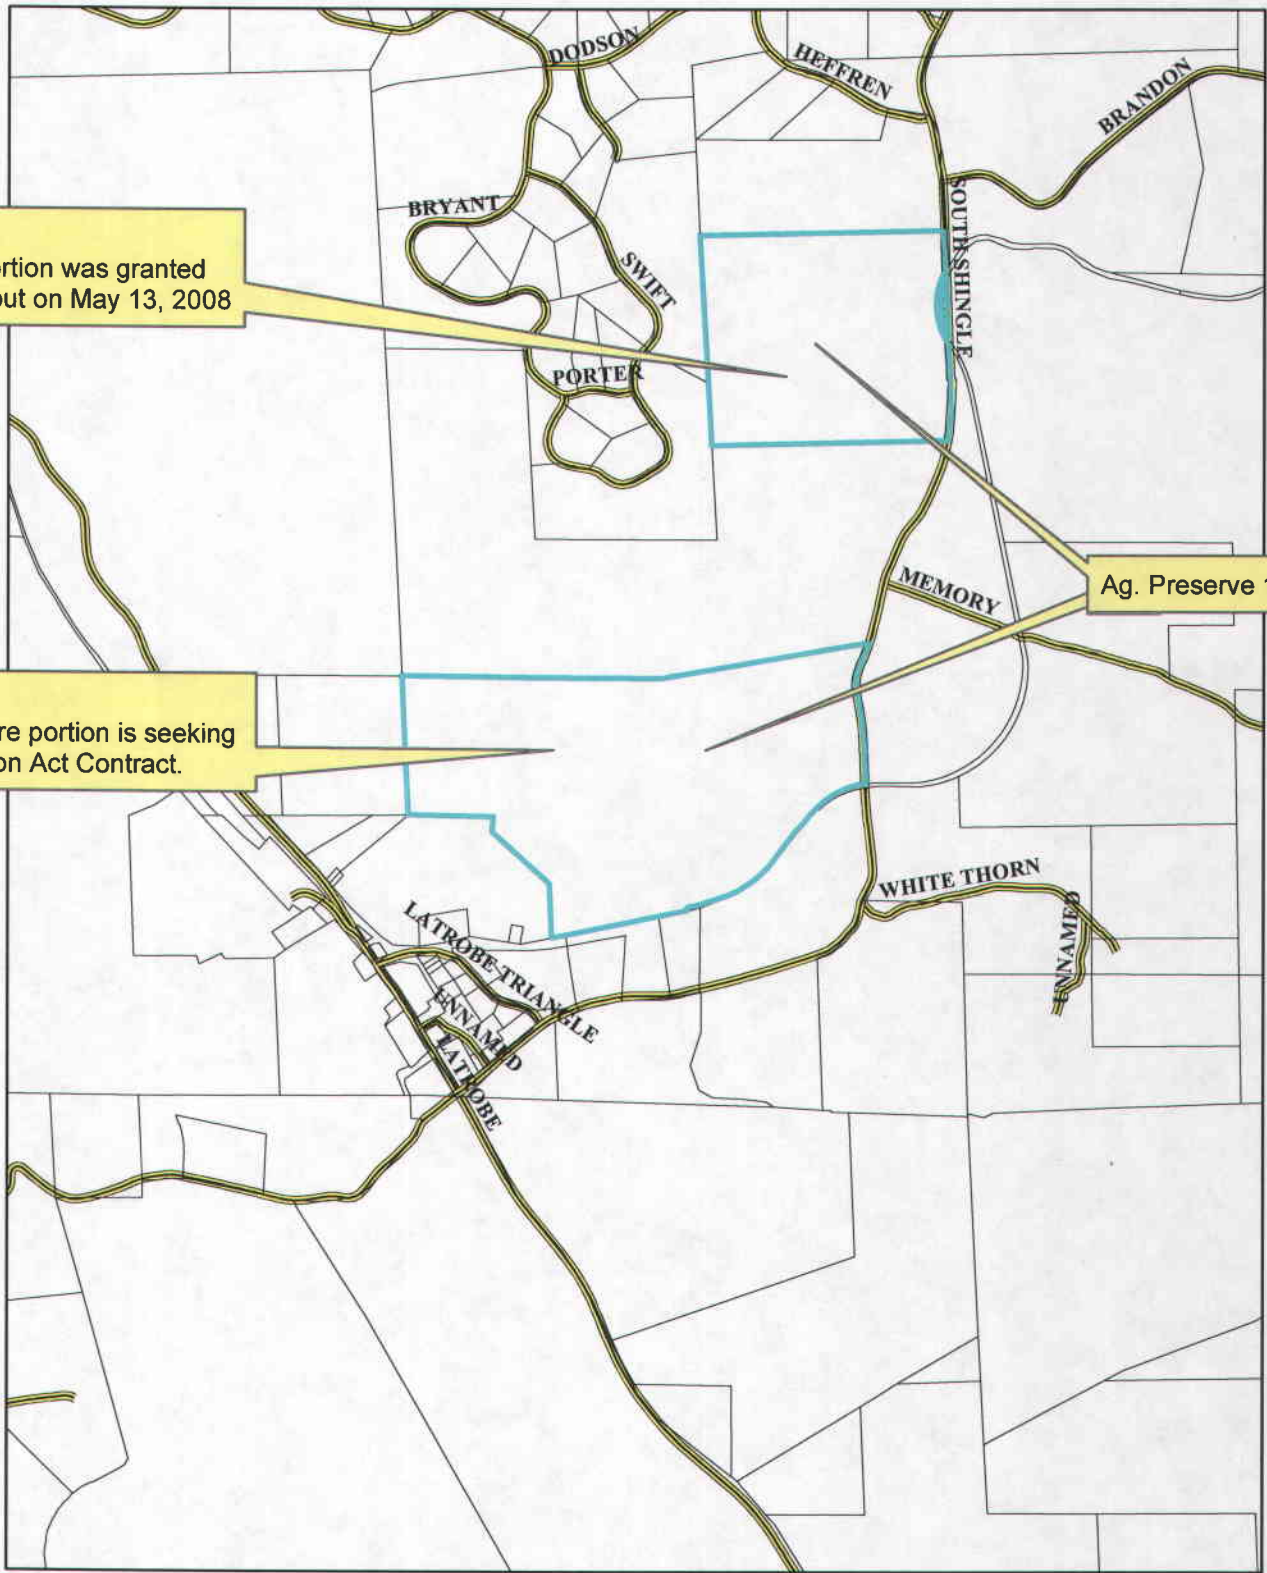 DODSON
HEFFREN
BRANDON
BRYANT
SOUTH SHINGLE
SWIFT
rtion was granted
out on May 13, 2008
PORTER
MEMORY
Ag. Preserve
re portion is seeking
on Act Contract.
WHITE THORN
UNNAMED
LATROBE TRIANGLE
UNNAMED
LATROBE